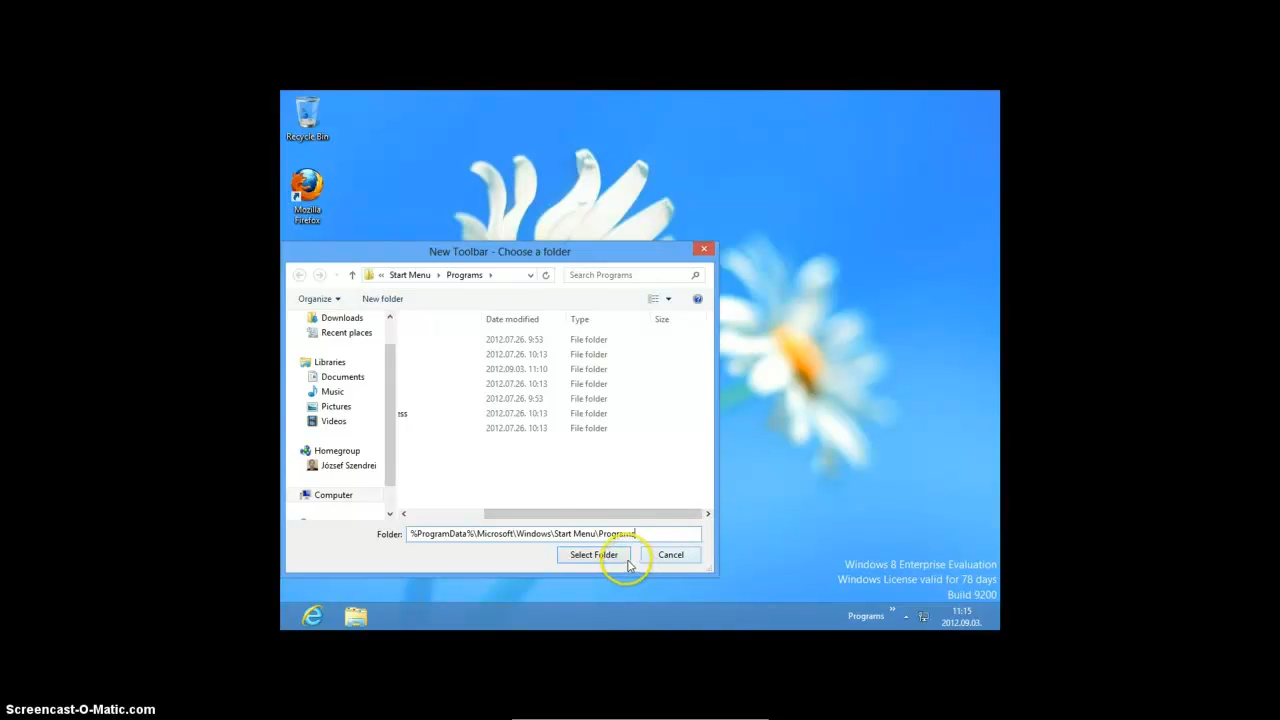 Recycle Bin
Mozilla
Firefox
New Toolbar - Choose a folder
« Start Menu Programs
Search Programs
Organize
New folder
Date modified Type Size
Downloads
Recent places
Libraries
Documents
Music
Pictures
Videos
Homegroup
József Szendrei
Computer
2012.07.26. 9:53 File folder
2012.07.26. 10:13 File folder
2012.09.03. 11:10 File folder
2012.07.26. 10:13 File folder
2012.07.26. 9:53 File folder
ess 2012.07.26. 10:13 File folder
2012.07.26. 10:13 File folder
Folder: %ProgramData%\Microsoft\Windows\Start Menu\Programs
Select Folder
Cancel
Windows 8 Enterprise Evaluation
Windows License valid for 78 days
Build 9200
Programs »
11:15
2012.09.03.
Screencast-O-Matic.com